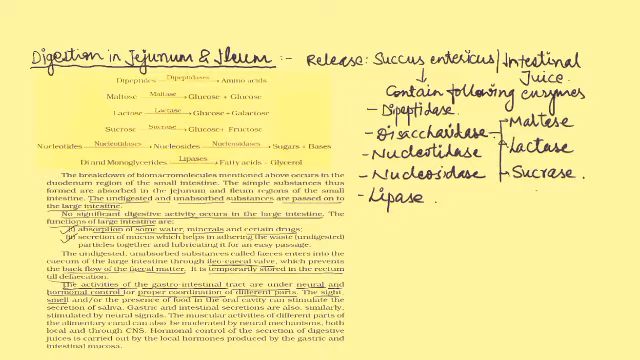 Digestion in Jejunum & Ileum :- Release: Succus entericus/Intestinal Juice.
↓
Contain following enzymes
- Dipeptidase.
- Disaccharidase - Maltase
- Lactase
- Sucrase.
- Nucleotidase
- Nucleosidase
- Lipase.
Dipeptides Dipeptidases → Amino acids
Maltose Maltase → Glucose + Glucose
Lactose Lactase → Glucose + Galactose
Sucrose Sucrase → Glucose + Fructose
Nucleotides Nucleotidases → Nucleosides Nucleosidases → Sugars + Bases
Di and Monoglycerides Lipases → Fatty acids + Glycerol
The breakdown of biomacromolecules mentioned above occurs in the
duodenum region of the small intestine. The simple substances thus
formed are absorbed in the jejunum and ileum regions of the small
intestine. The undigested and unabsorbed substances are passed on to
the large intestine.
No significant digestive activity occurs in the large intestine. The
functions of large intestine are:
(i) absorption of some water, minerals and certain drugs;
(ii) secretion of mucus which helps in adhering the waste (undigested)
particles together and lubricating it for an easy passage.
The undigested, unabsorbed substances called faeces enters into the
caecum of the large intestine through ileo-caecal valve, which prevents
the back flow of the faecal matter. It is temporarily stored in the rectum
till defaecation.
The activities of the gastro-intestinal tract are under neural and
hormonal control for proper coordination of different parts. The sight,
smell and/or the presence of food in the oral cavity can stimulate the
secretion of saliva. Gastric and intestinal secretions are also, similarly,
stimulated by neural signals. The muscular activities of different parts of
the alimentary canal can also be moderated by neural mechanisms, both
local and through CNS. Hormonal control of the secretion of digestive
juices is carried out by the local hormones produced by the gastric and
intestinal mucosa.